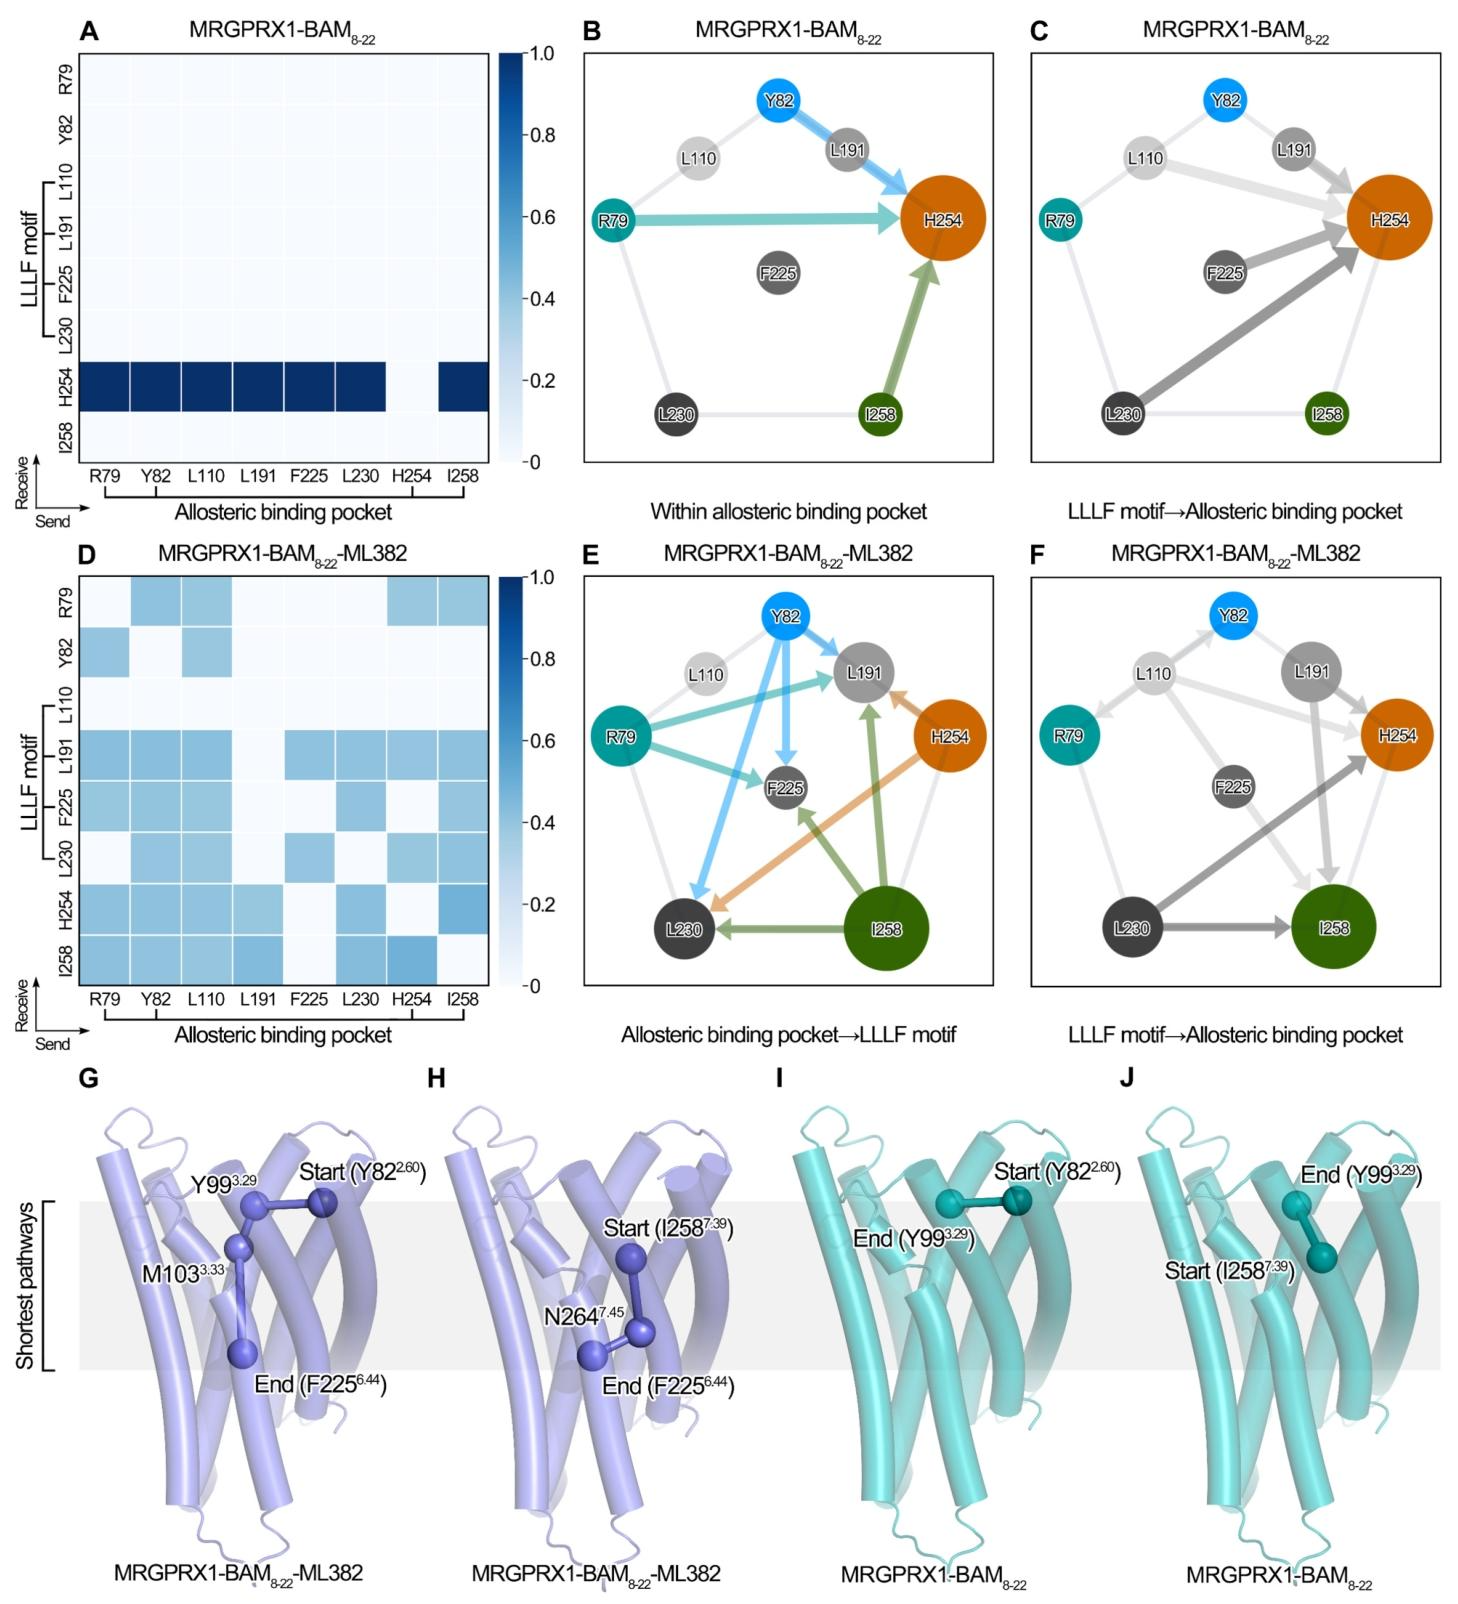 A
MRGPRX1-BAM8-22
R79
Y82
L110
L191
F225
L230
H254
I258
LLLF motif
R79 Y82 L110 L191 F225 L230 H254 I258
Allosteric binding pocket
Receive
Send
1.0
0.8
0.6
0.4
0.2
0
B
MRGPRX1-BAM8-22
Y82
L110
L191
R79
H254
F225
L230
I258
Within allosteric binding pocket
C
MRGPRX1-BAM8-22
Y82
L110
L191
R79
H254
F225
L230
I258
LLLF motif→Allosteric binding pocket
D
MRGPRX1-BAM8-22-ML382
R79
Y82
L110
L191
F225
L230
H254
I258
LLLF motif
R79 Y82 L110 L191 F225 L230 H254 I258
Allosteric binding pocket
Receive
Send
1.0
0.8
0.6
0.4
0.2
0
E
MRGPRX1-BAM8-22-ML382
Y82
L110
L191
R79
H254
F225
L230
I258
Allosteric binding pocket→LLLF motif
F
MRGPRX1-BAM8-22-ML382
Y82
L110
L191
R79
H254
F225
L230
I258
LLLF motif→Allosteric binding pocket
Shortest pathways
G
Start (Y82^2.60)
Y99^3.29
M103^3.33
End (F225^6.44)
MRGPRX1-BAM8-22-ML382
H
Start (I258^7.39)
N264^7.45
End (F225^6.44)
MRGPRX1-BAM8-22-ML382
I
Start (Y82^2.60)
End (Y99^3.29)
MRGPRX1-BAM8-22
J
End (Y99^3.29)
Start (I258^7.39)
MRGPRX1-BAM8-22